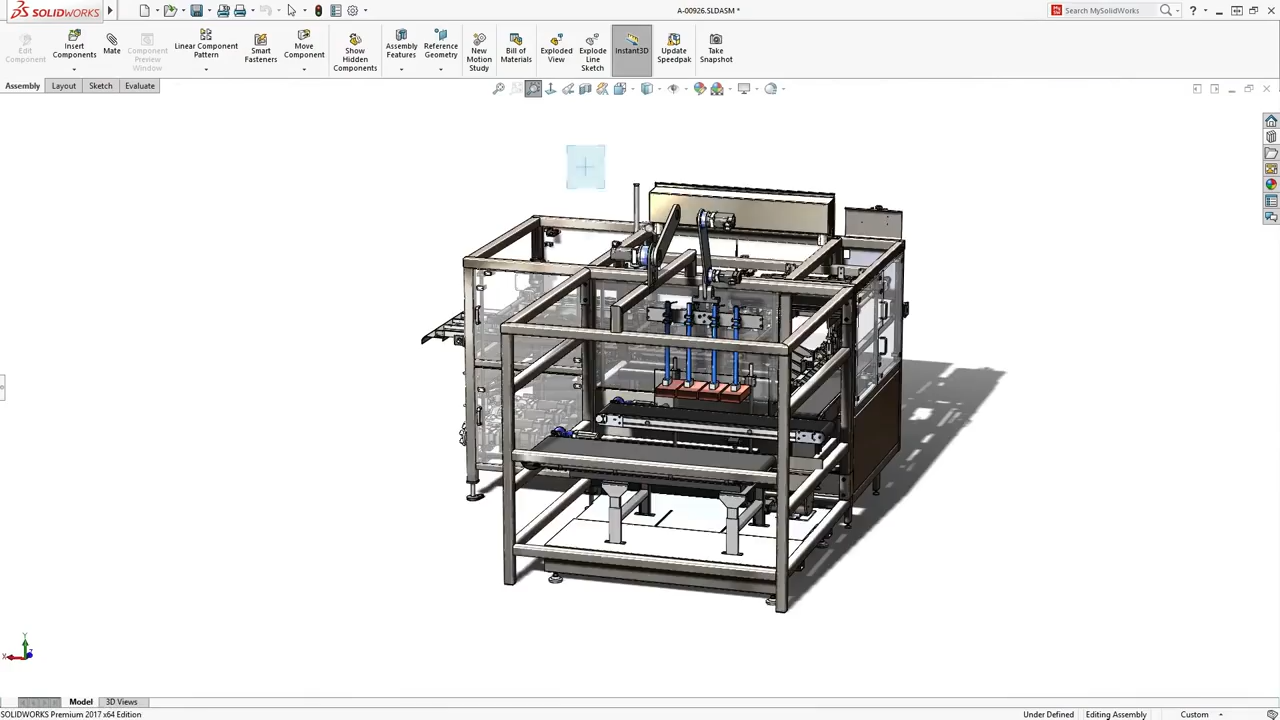 SOLIDWORKS
A-00926.SLDASM *
Search MySolidWorks
Edit Component
Insert Components
Mate
Component Preview Window
Linear Component Pattern
Smart Fasteners
Move Component
Show Hidden Components
Assembly Features
Reference Geometry
New Motion Study
Bill of Materials
Exploded View
Explode Line Sketch
Instant3D
Update Speedpak
Take Snapshot
Assembly Layout Sketch Evaluate
Y
X
Z
Model 3D Views
SOLIDWORKS Premium 2017 x64 Edition
Under Defined Editing Assembly Custom